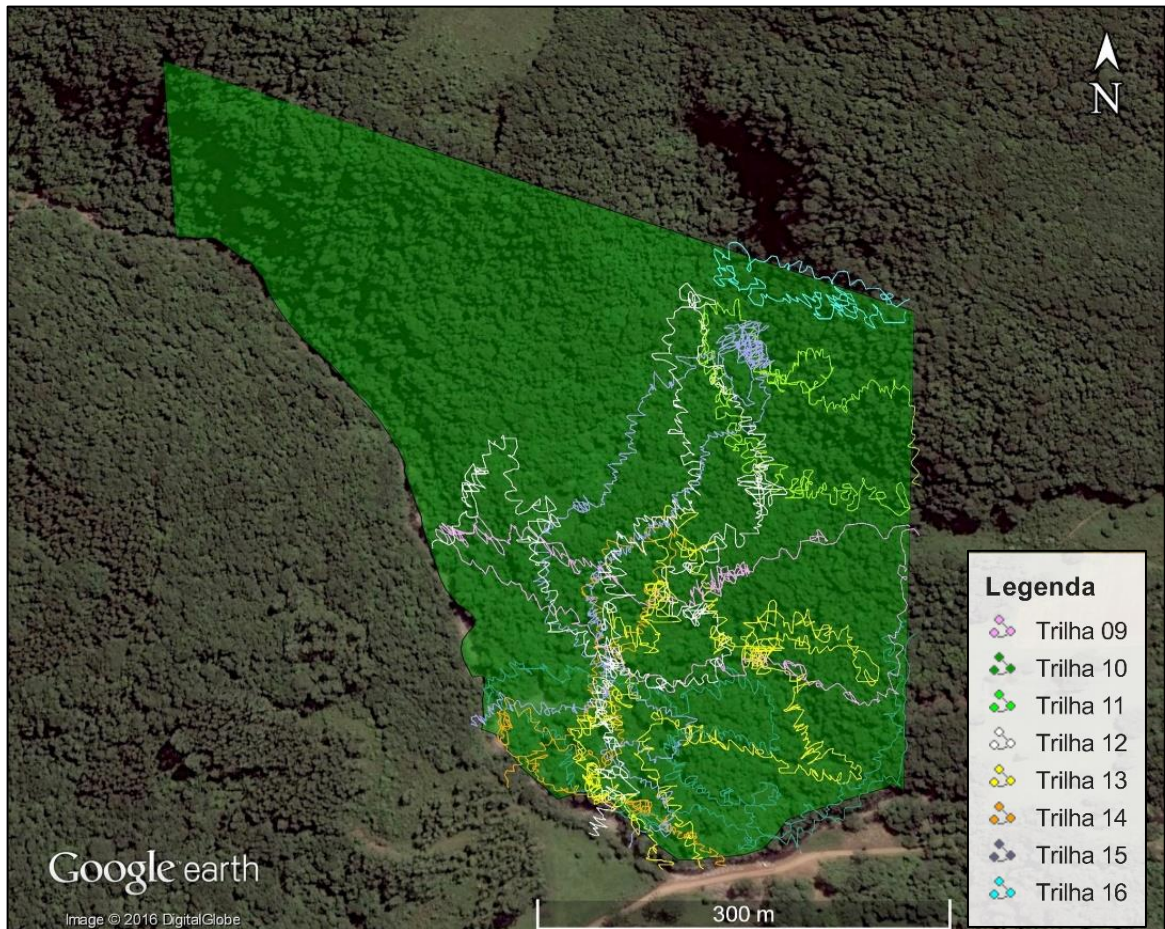 N
Legenda
Trilha 09
Trilha 10
Trilha 11
Trilha 12
Trilha 13
Trilha 14
Trilha 15
Trilha 16
Google earth
Image © 2016 DigitalGlobe
300 m